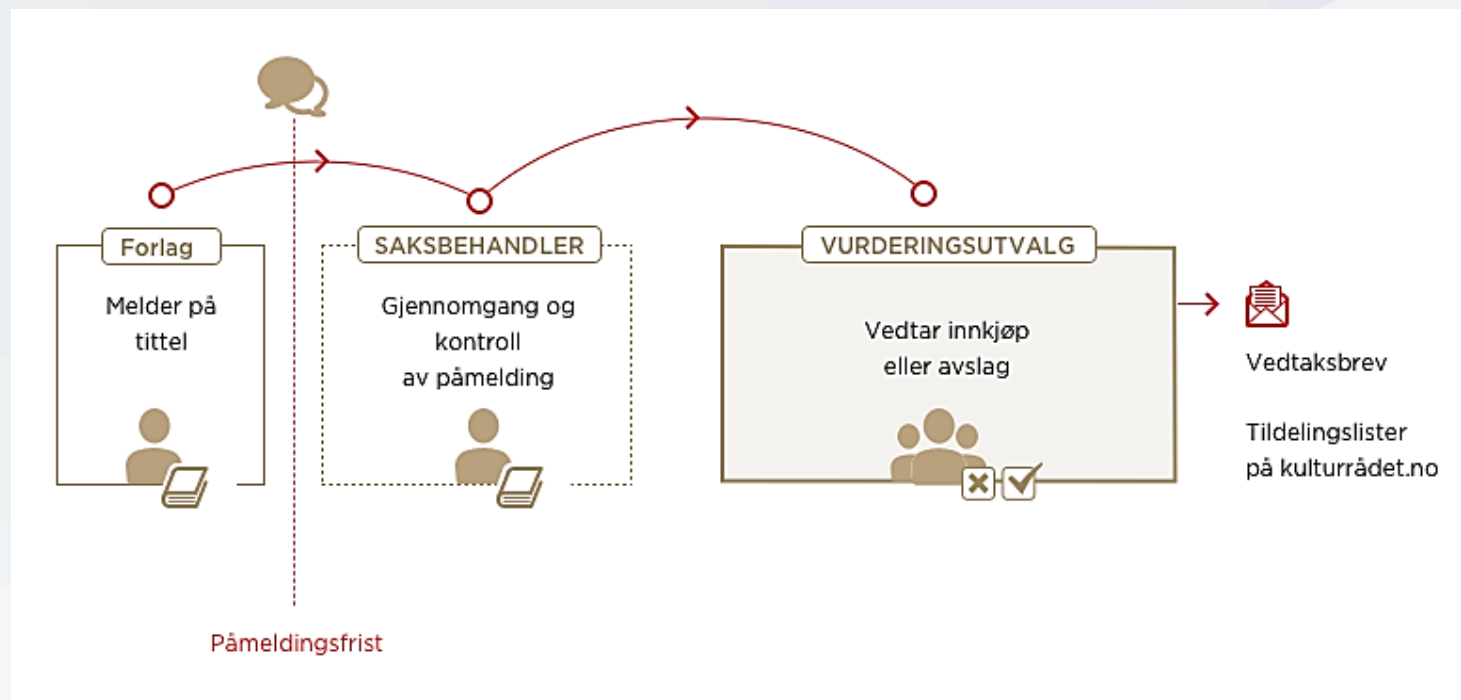 Forlag
Melder på
tittel
SAKSBEHANDLER
Gjennomgang og
kontroll
av påmelding
VURDERINGSUTVALG
Vedtar innkjøp
eller avslag
Vedtaksbrev
Tildelingslister
på kulturrådet.no
Påmeldingsfrist